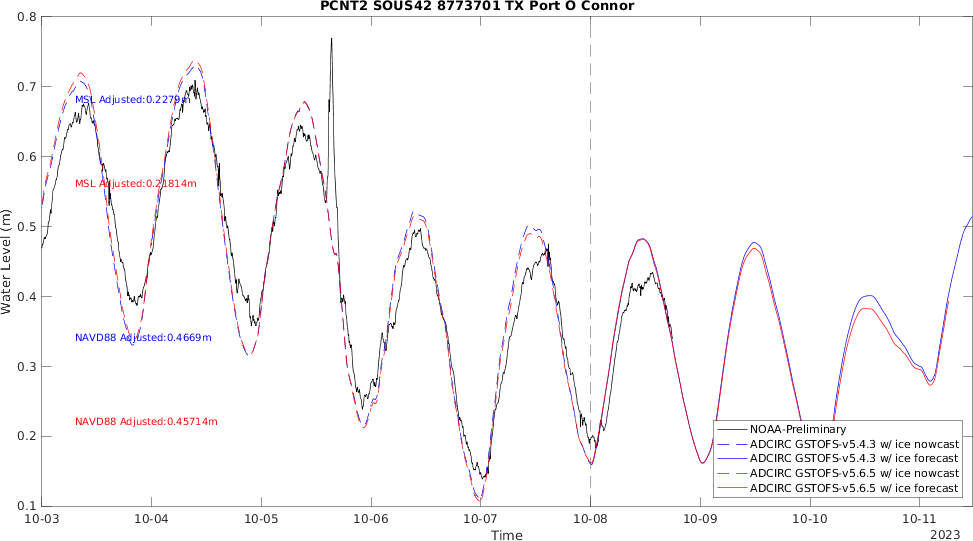 PCNT2 SOUS42 8773701 TX Port O Connor
Water Level (m)
0.8
0.7
0.6
0.5
0.4
0.3
0.2
0.1
MSL Adjusted:0.2279m
MSL Adjusted:0.21814m
NAVD88 Adjusted:0.4669m
NAVD88 Adjusted:0.45714m
NOAA-Preliminary
ADCIRC GSTOFS-v5.4.3 w/ ice nowcast
ADCIRC GSTOFS-v5.4.3 w/ ice forecast
ADCIRC GSTOFS-v5.6.5 w/ ice nowcast
ADCIRC GSTOFS-v5.6.5 w/ ice forecast
10-03 10-04 10-05 10-06 10-07 10-08 10-09 10-10 10-11
Time
2023